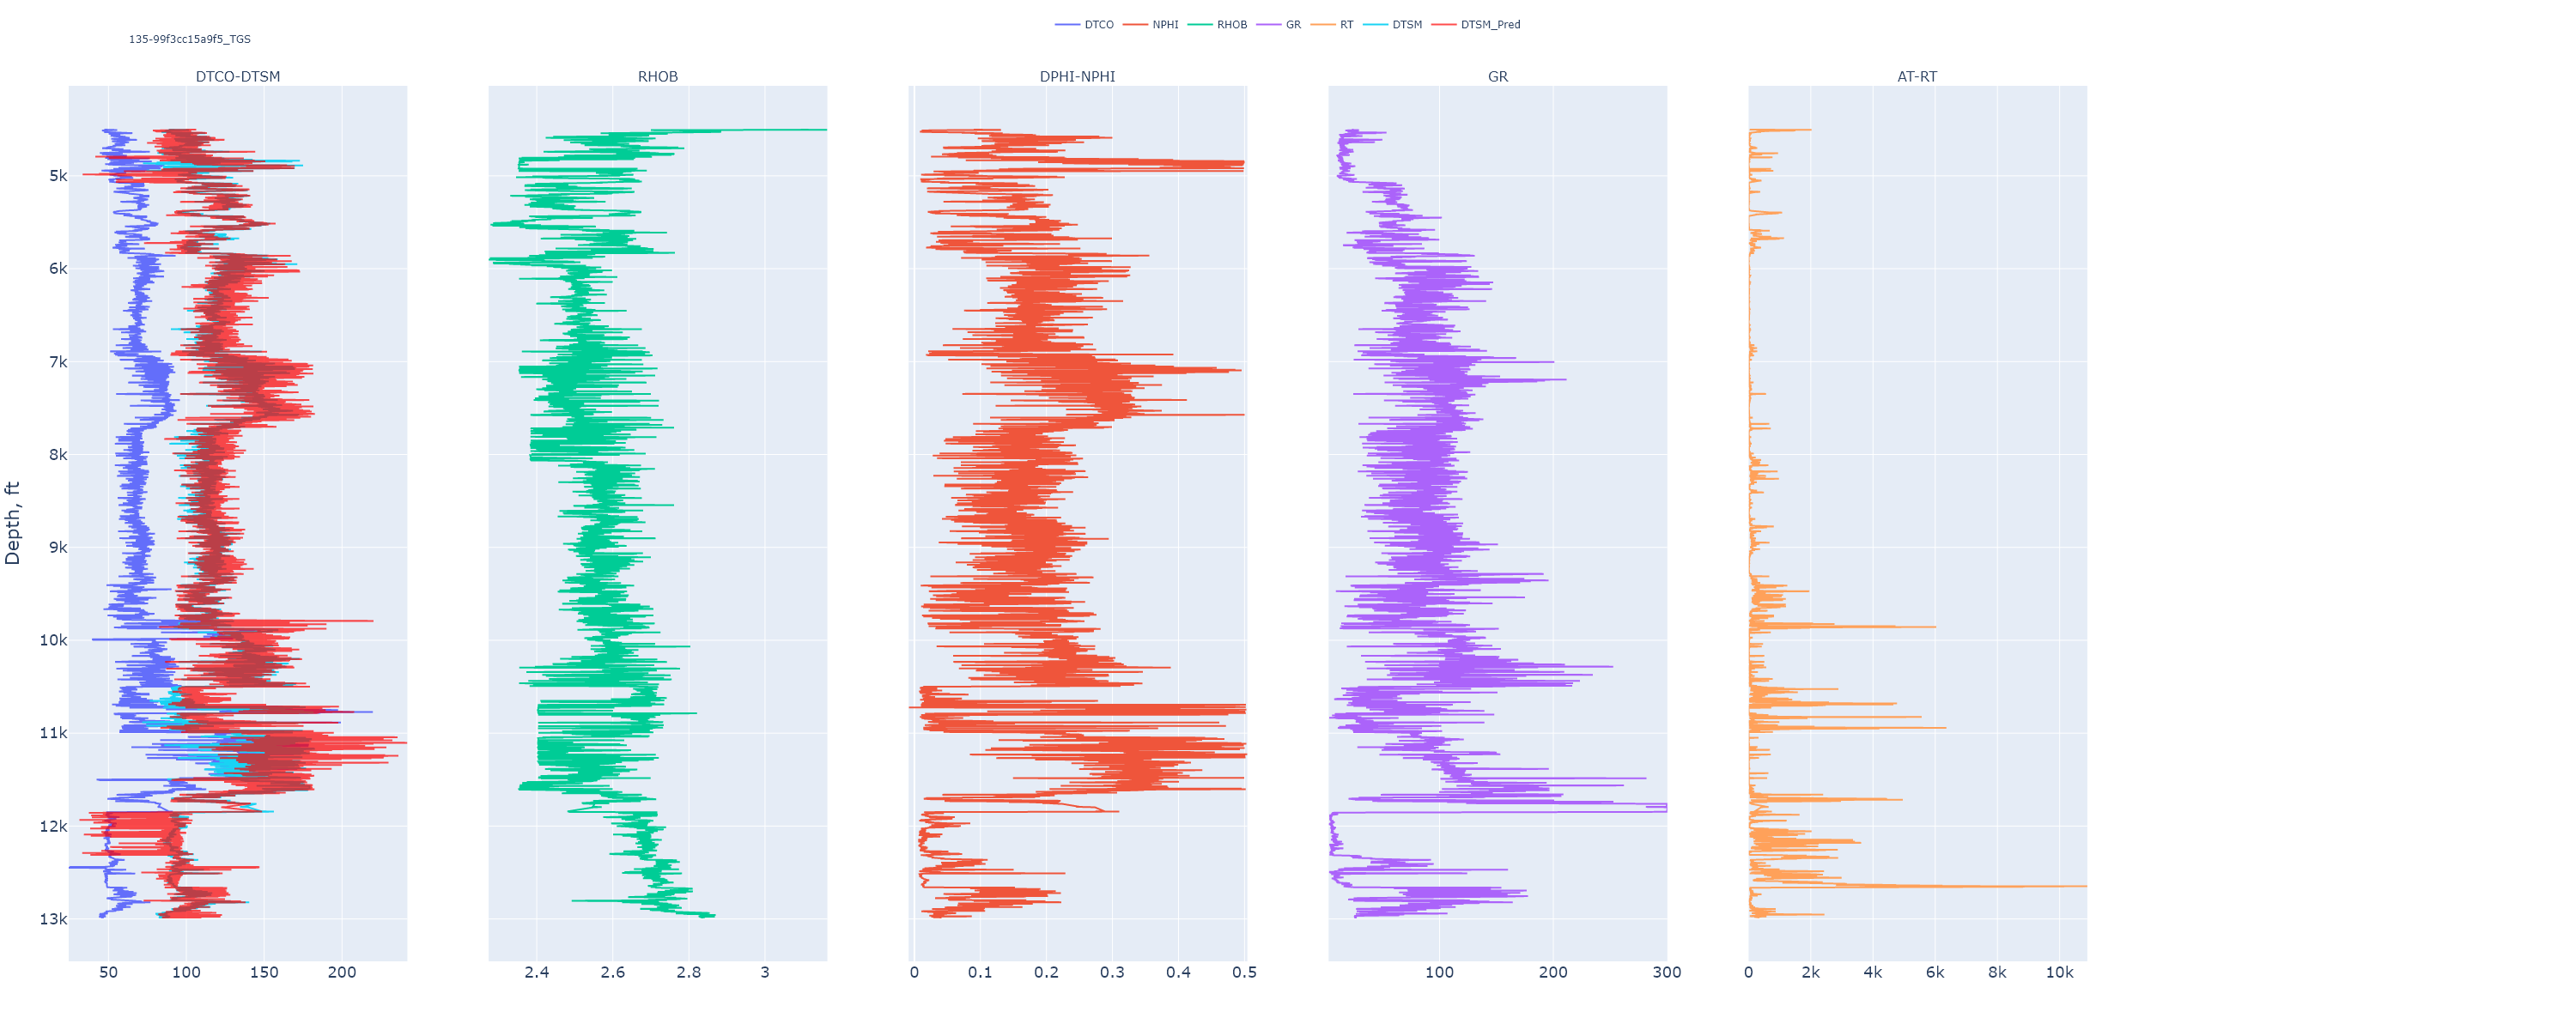 DTCO NPHI RHOB GR RT DTSM DTSM_Pred
135-99f3cc15a9f5_TGS
DTCO-DTSM RHOB DPHI-NPHI GR AT-RT
Depth, ft
5k
6k
7k
8k
9k
10k
11k
12k
13k
50 100 150 200 2.4 2.6 2.8 3 0 0.1 0.2 0.3 0.4 0.5 100 200 300 0 2k 4k 6k 8k 10k